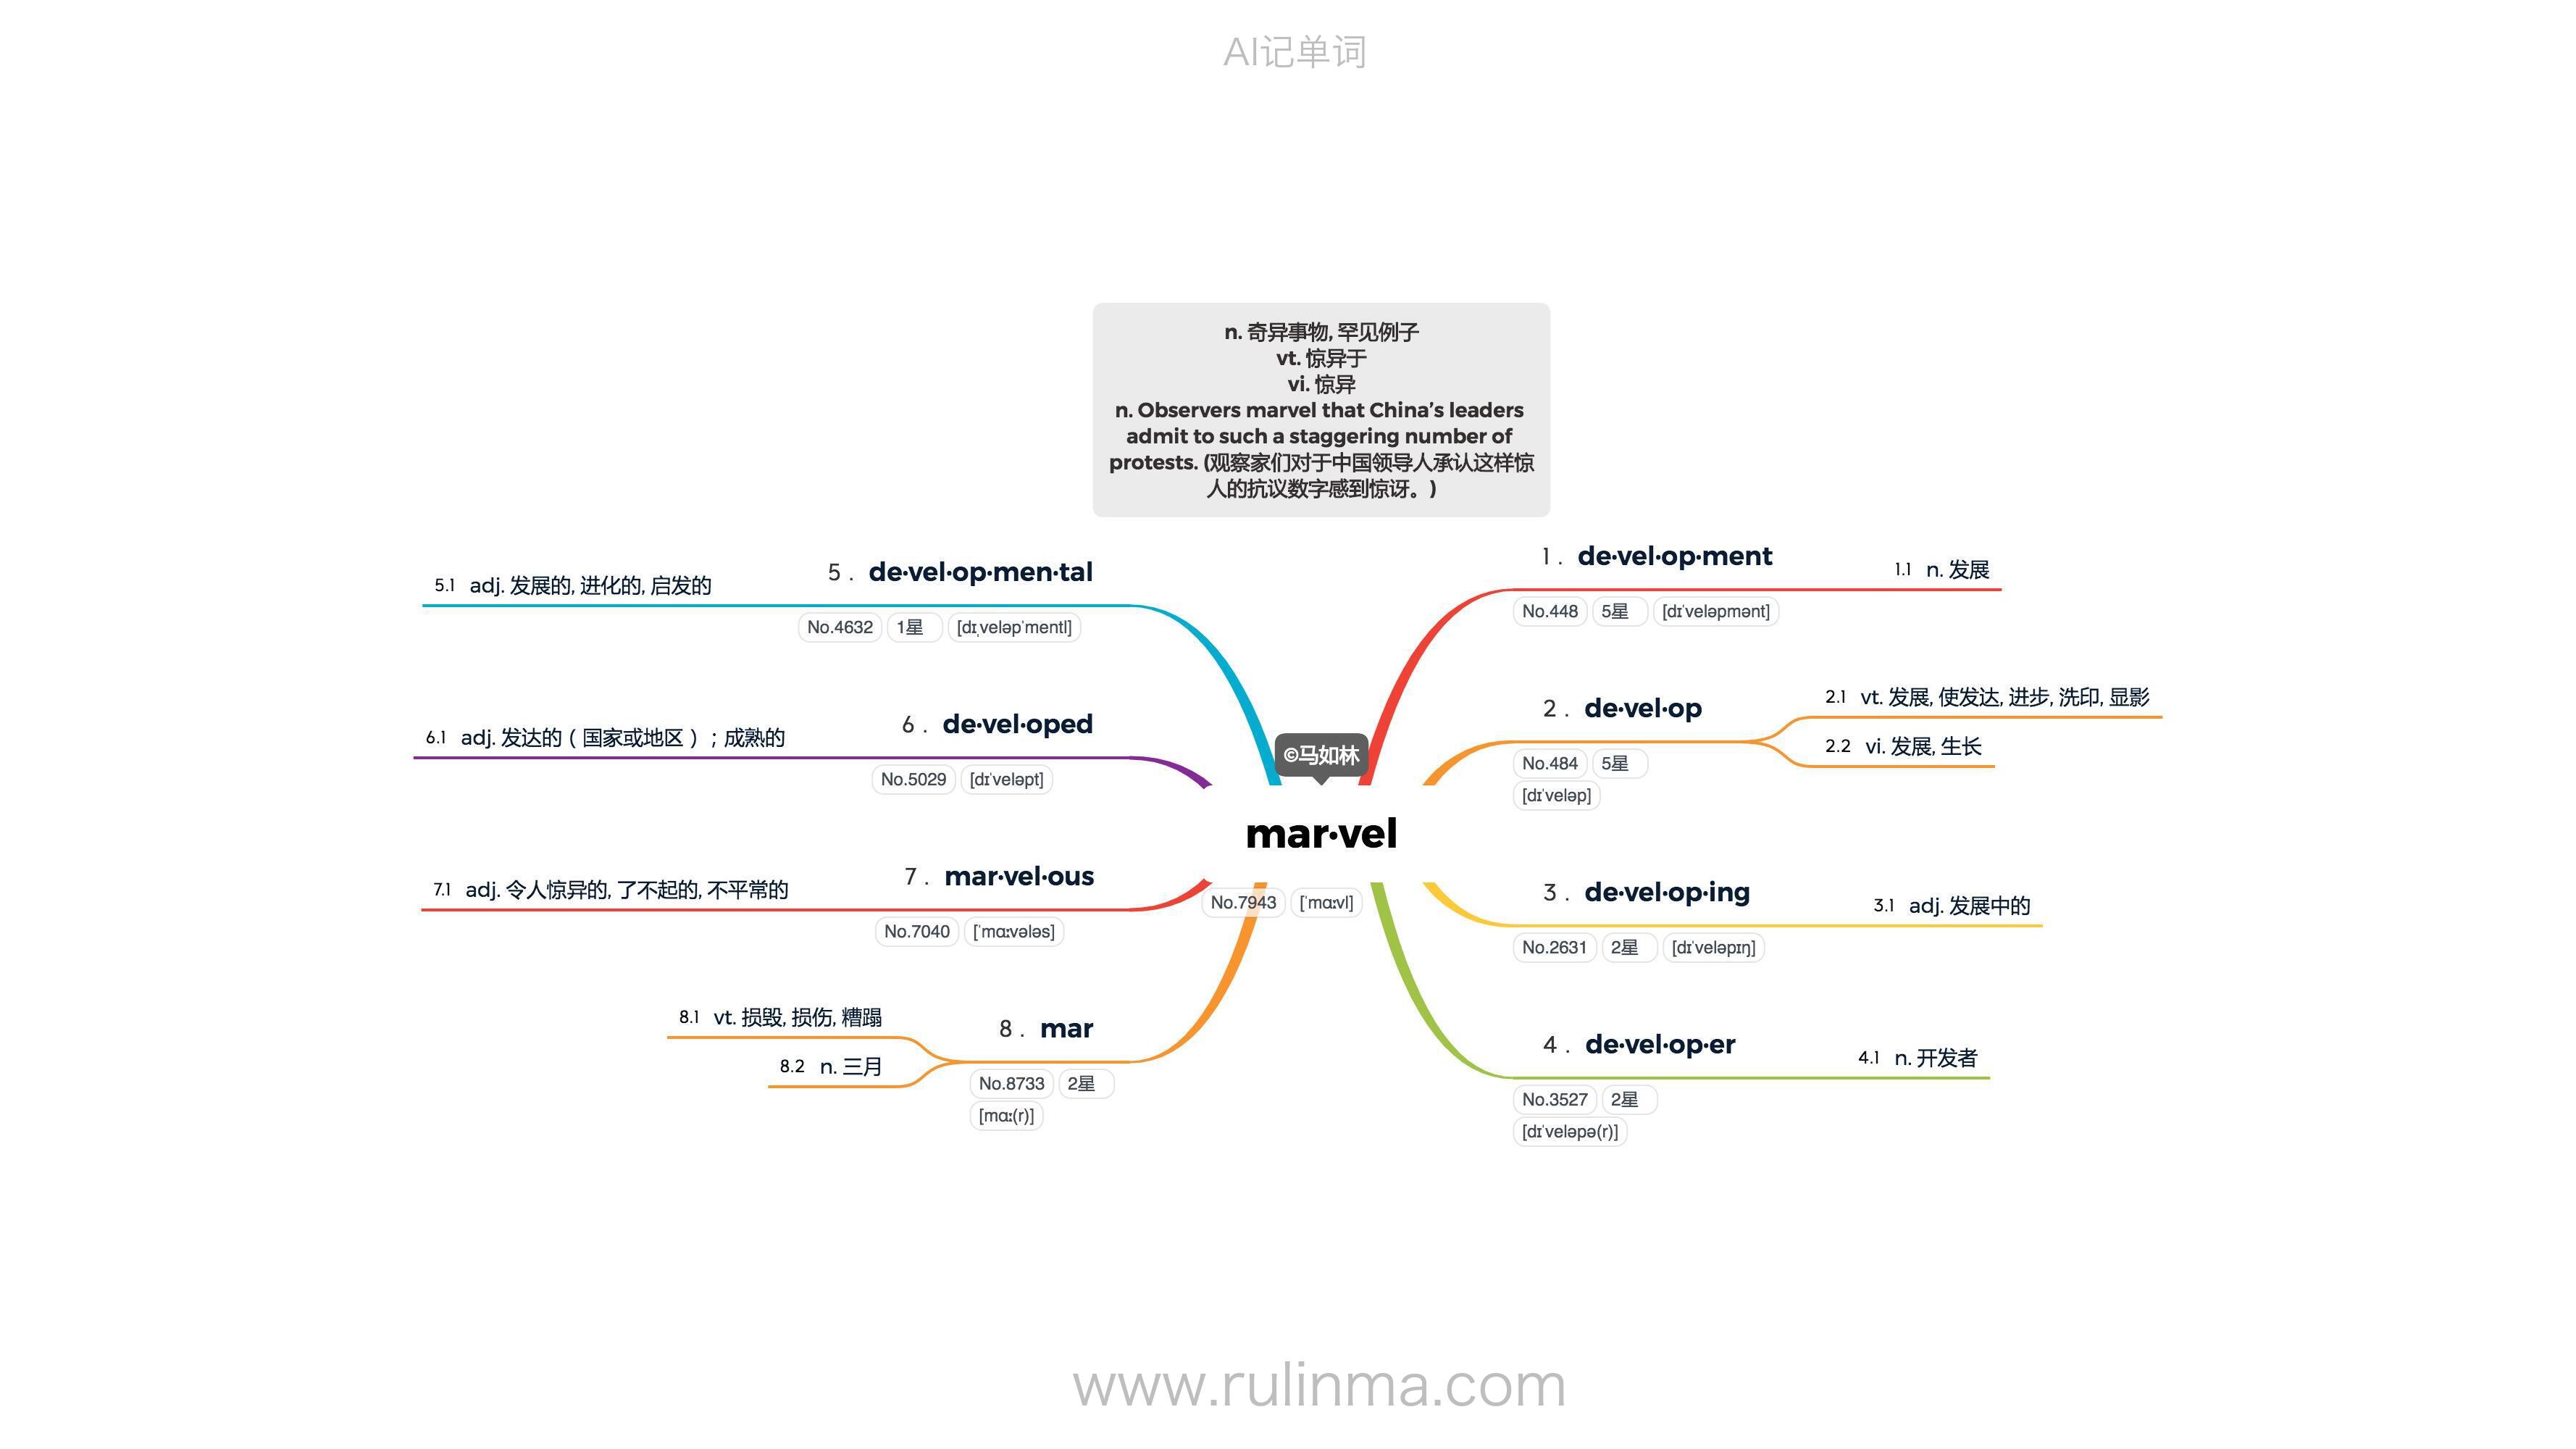 AI记单词
n. 奇异事物, 罕见例子
vt. 惊异于
vi. 惊异
n. Observers marvel that China’s leaders
admit to such a staggering number of
protests. (观察家们对于中国领导人承认这样惊
人的抗议数字感到惊讶。)
©马如林
mar·vel
No.7943 [ˈmɑːvl]
1 . de·vel·op·ment
No.448 5星 [dɪˈveləpmənt]
1.1 n. 发展
2 . de·vel·op
No.484 5星
[dɪˈveləp]
2.1 vt. 发展, 使发达, 进步, 洗印, 显影
2.2 vi. 发展, 生长
3 . de·vel·op·ing
No.2631 2星 [dɪˈveləpɪŋ]
3.1 adj. 发展中的
4 . de·vel·op·er
No.3527 2星
[dɪˈveləpə(r)]
4.1 n. 开发者
5 . de·vel·op·men·tal
No.4632 1星 [dɪˌveləpˈmentl]
5.1 adj. 发展的, 进化的, 启发的
6 . de·vel·oped
No.5029 [dɪˈveləpt]
6.1 adj. 发达的（国家或地区）；成熟的
7 . mar·vel·ous
No.7040 [ˈmɑːvələs]
7.1 adj. 令人惊异的, 了不起的, 不平常的
8 . mar
No.8733 2星
[mɑː(r)]
8.1 vt. 损毁, 损伤, 糟蹋
8.2 n. 三月
www.rulinma.com